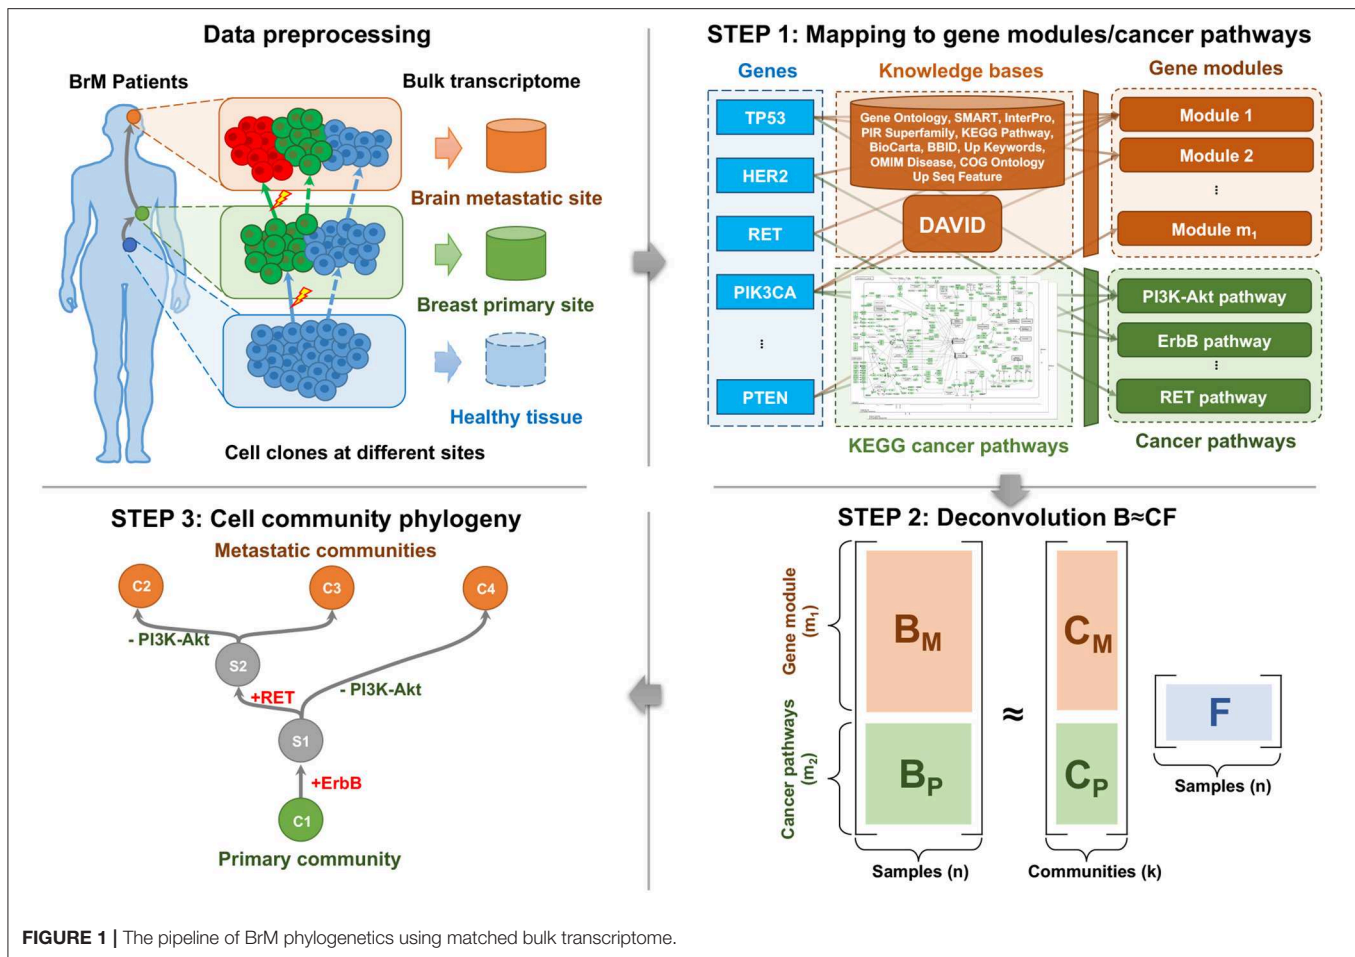 Data preprocessing
BrM Patients
Bulk transcriptome
Brain metastatic site
Breast primary site
Healthy tissue
Cell clones at different sites
STEP 1: Mapping to gene modules/cancer pathways
Genes
Knowledge bases
Gene modules
TP53
HER2
RET
PIK3CA
...
PTEN
Gene Ontology, SMART, InterPro,
PIR Superfamily, KEGG Pathway,
BioCarta, BBID, Up Keywords,
OMIM Disease, COG Ontology
Up Seq Feature
DAVID
KEGG cancer pathways
Module 1
Module 2
...
Module m₁
PI3K-Akt pathway
ErbB pathway
...
RET pathway
Cancer pathways
STEP 2: Deconvolution B≈CF
Gene module
(m₁)
Cancer pathways
(m₂)
B_M
B_P
≈
C_M
C_P
F
Samples (n)
Communities (k)
Samples (n)
STEP 3: Cell community phylogeny
Metastatic communities
C2
C3
C4
- PI3K-Akt
S2
+RET
- PI3K-Akt
S1
+ErbB
C1
Primary community
FIGURE 1 | The pipeline of BrM phylogenetics using matched bulk transcriptome.